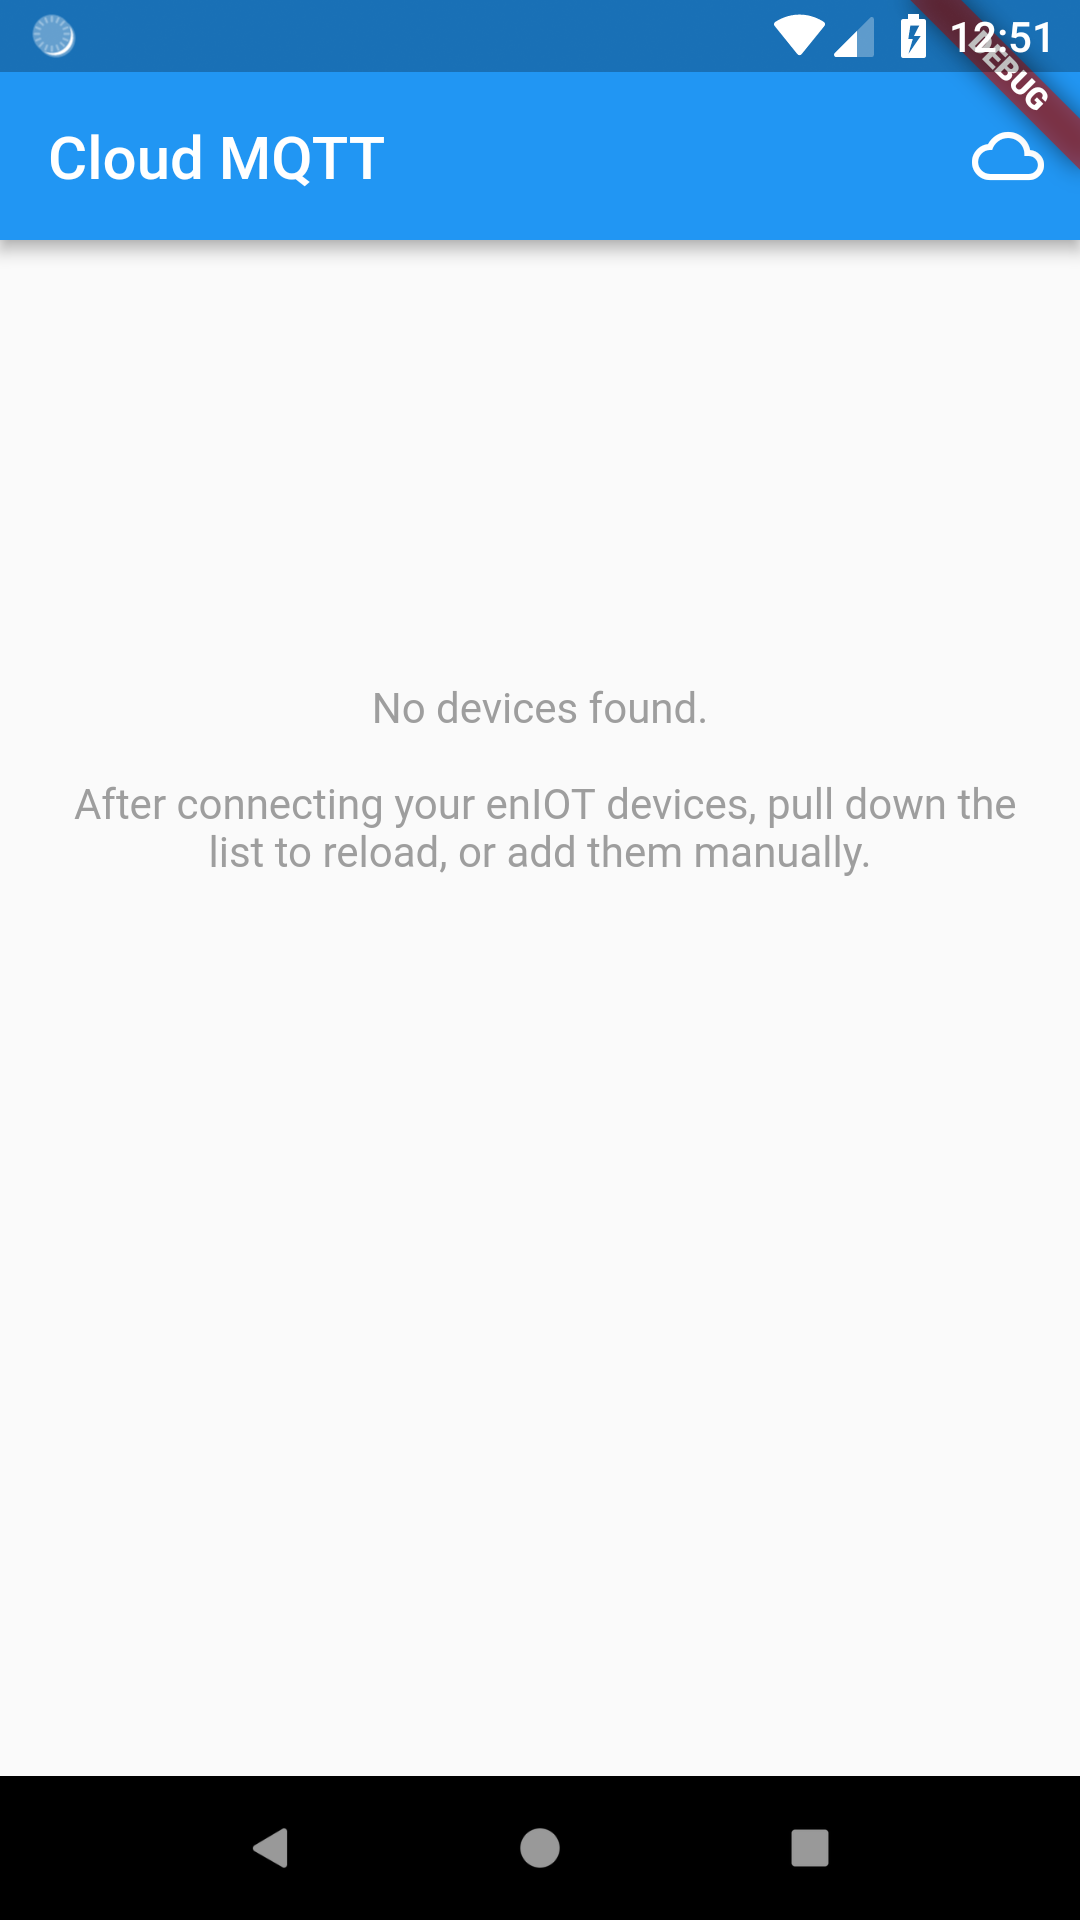 12:51
DEBUG
Cloud MQTT
No devices found.
After connecting your enIOT devices, pull down the
list to reload, or add them manually.